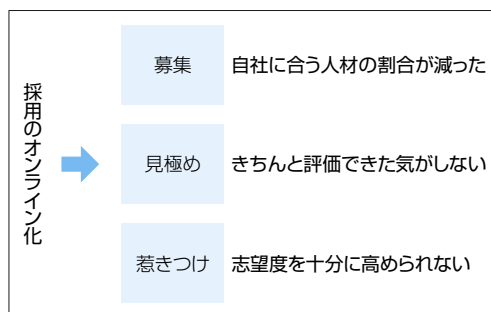 採用のオンライン化
募集
自社に合う人材の割合が減った
見極め
きちんと評価できた気がしない
惹きつけ
志望度を十分に高められない